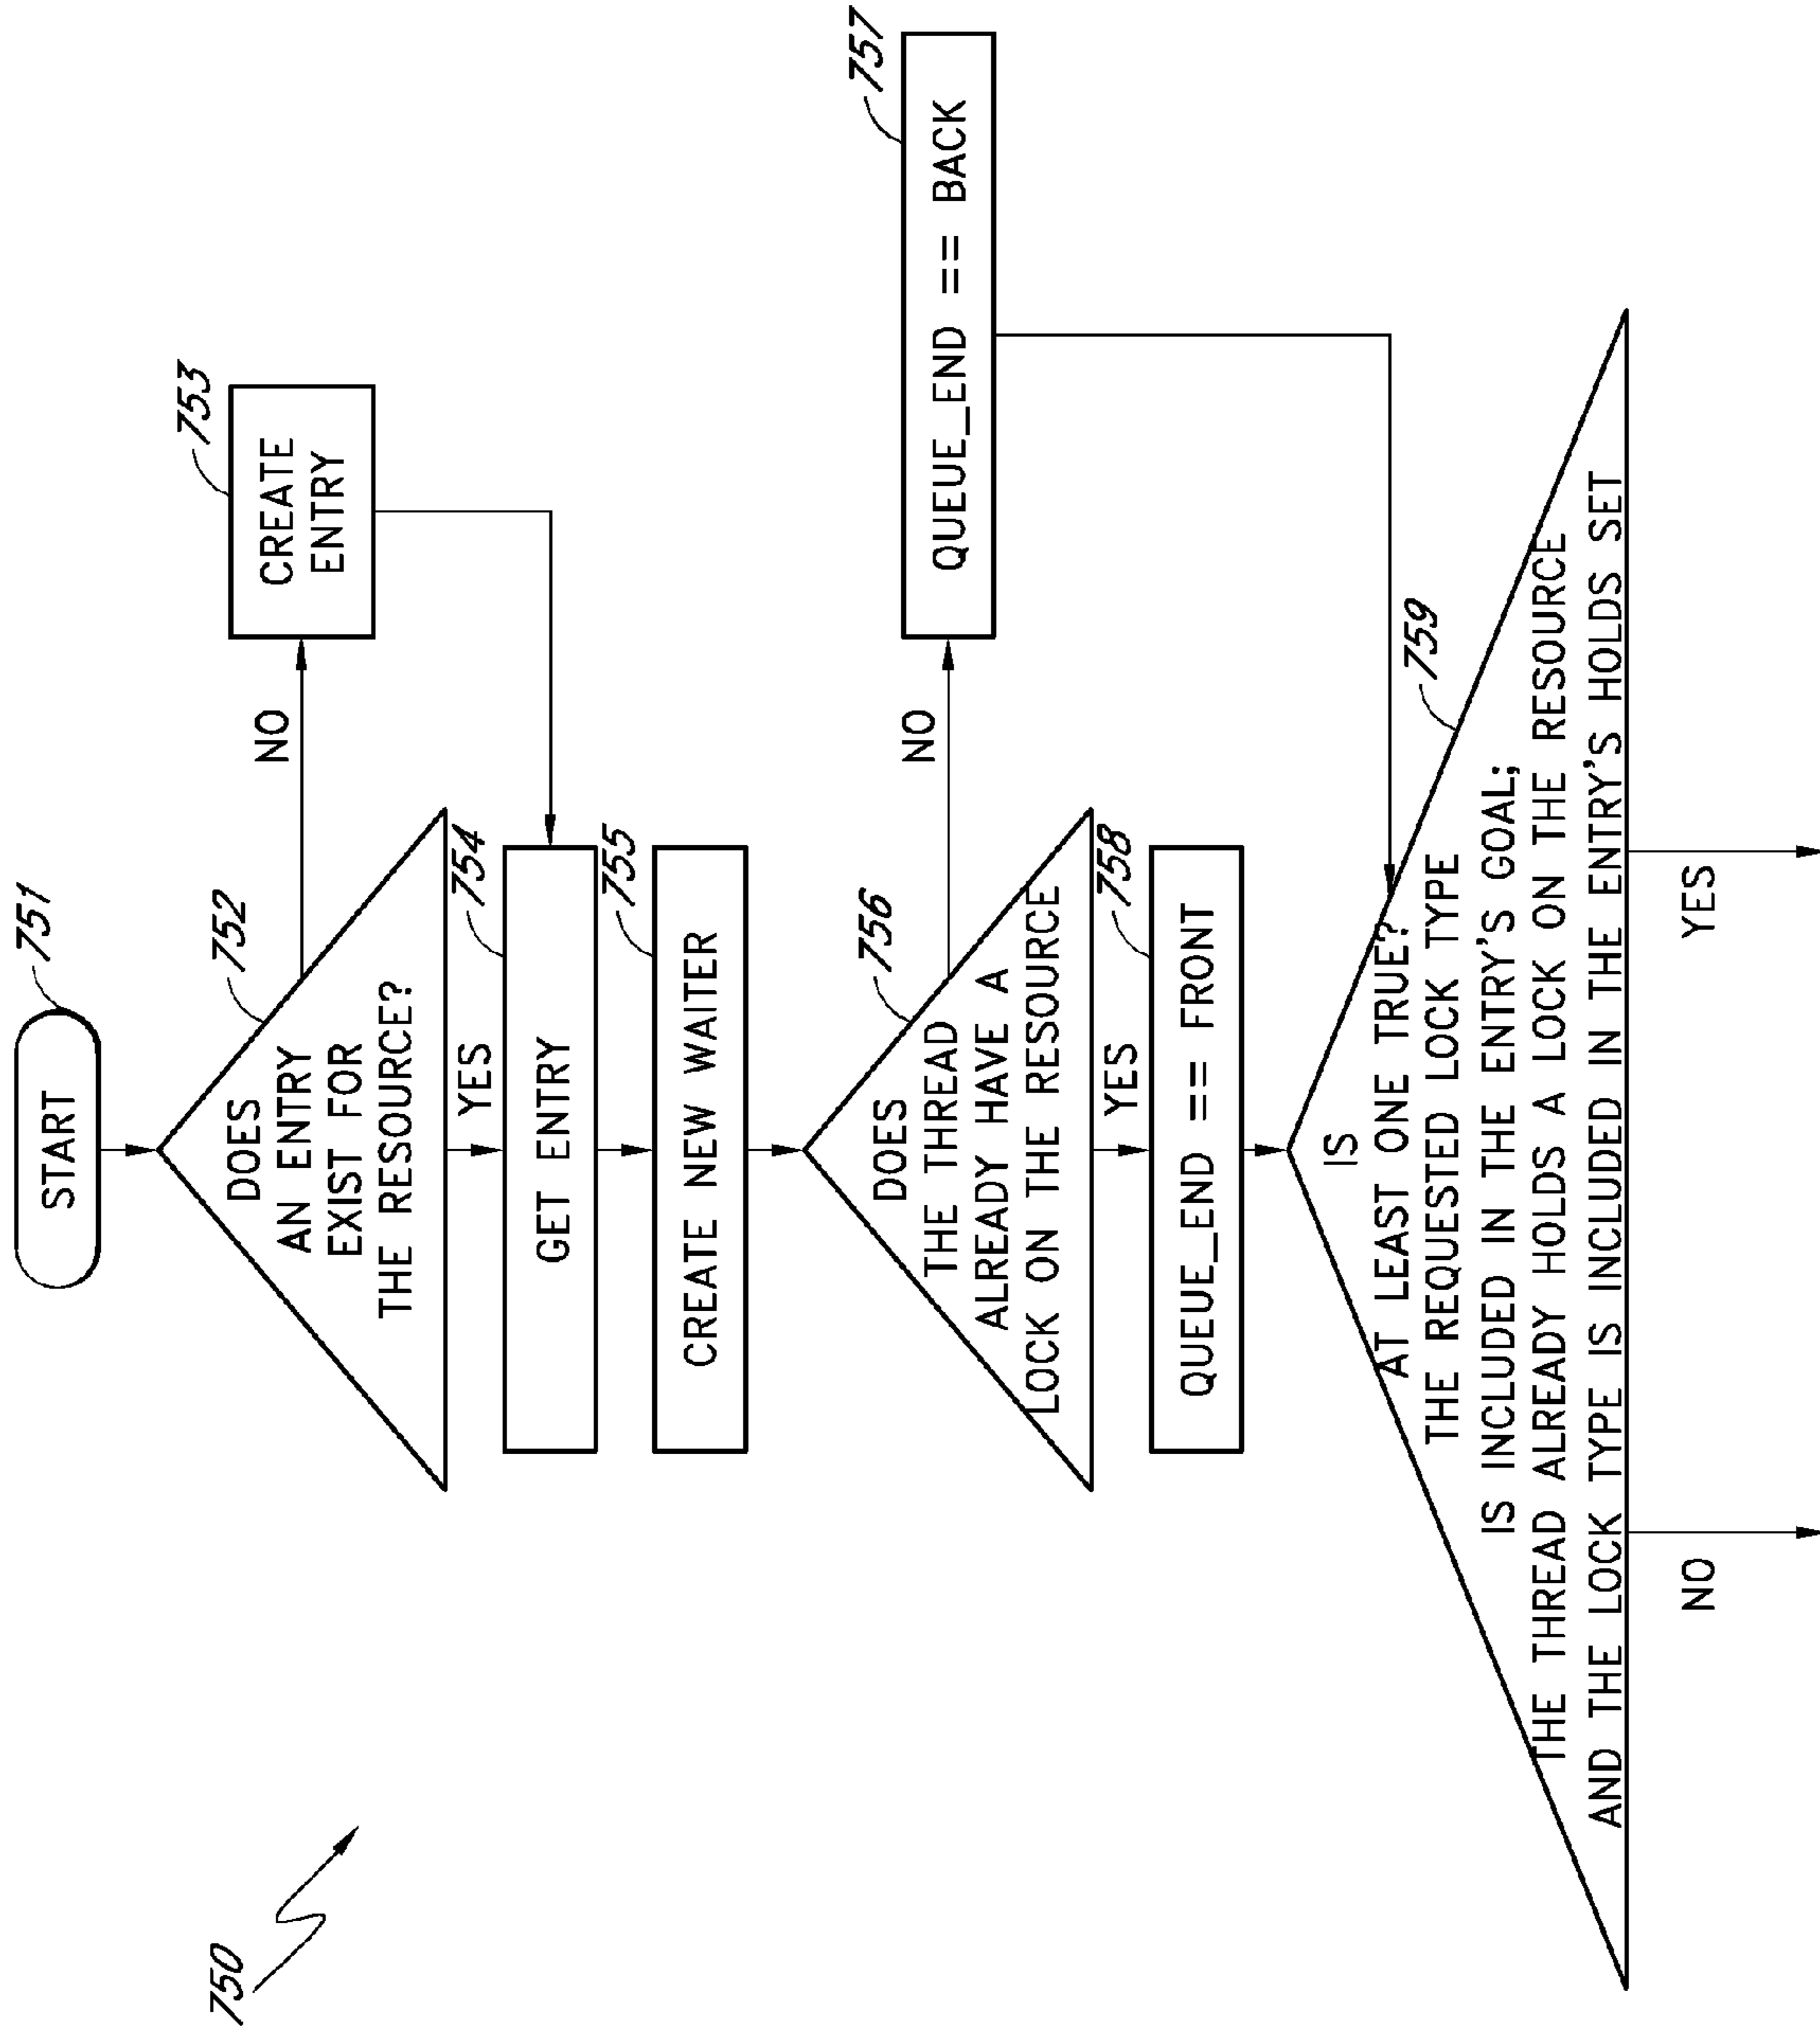 750
START
751
DOES
AN ENTRY
EXIST FOR
THE RESOURCE?
752
NO
CREATE
ENTRY
753
YES
GET ENTRY
754
CREATE NEW WAITER
755
DOES
THE THREAD
ALREADY HAVE A
LOCK ON THE RESOURCE
756
NO
QUEUE_END == BACK
757
YES
QUEUE_END == FRONT
758
IS
AT LEAST ONE TRUE?
THE REQUESTED LOCK TYPE
IS INCLUDED IN THE ENTRY'S GOAL;
THE THREAD ALREADY HOLDS A LOCK ON THE RESOURCE
AND THE LOCK TYPE IS INCLUDED IN THE ENTRY'S HOLDS SET
759
NO
YES